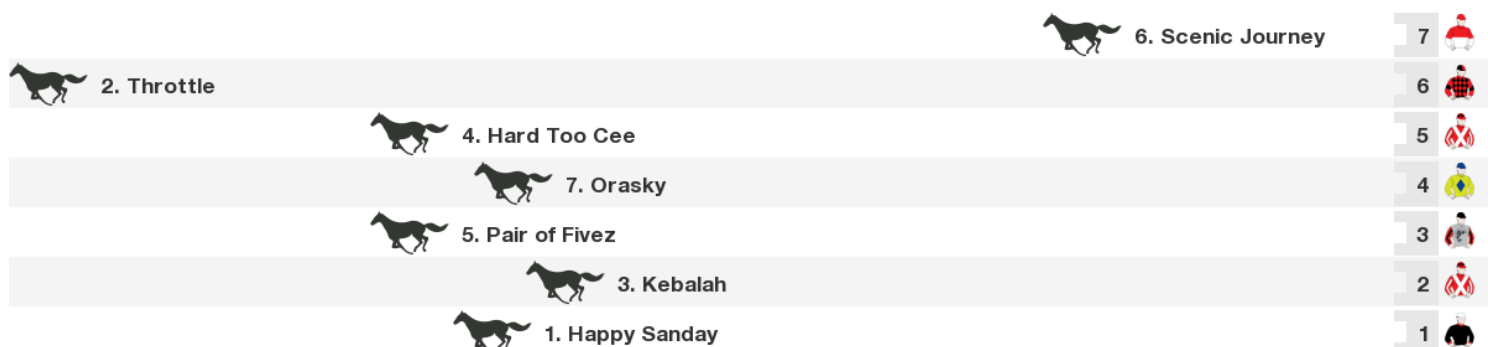 6. Scenic Journey 7
2. Throttle 6
4. Hard Too Cee 5
7. Orasky 4
5. Pair of Fivez 3
3. Kebalah 2
1. Happy Sanday 1